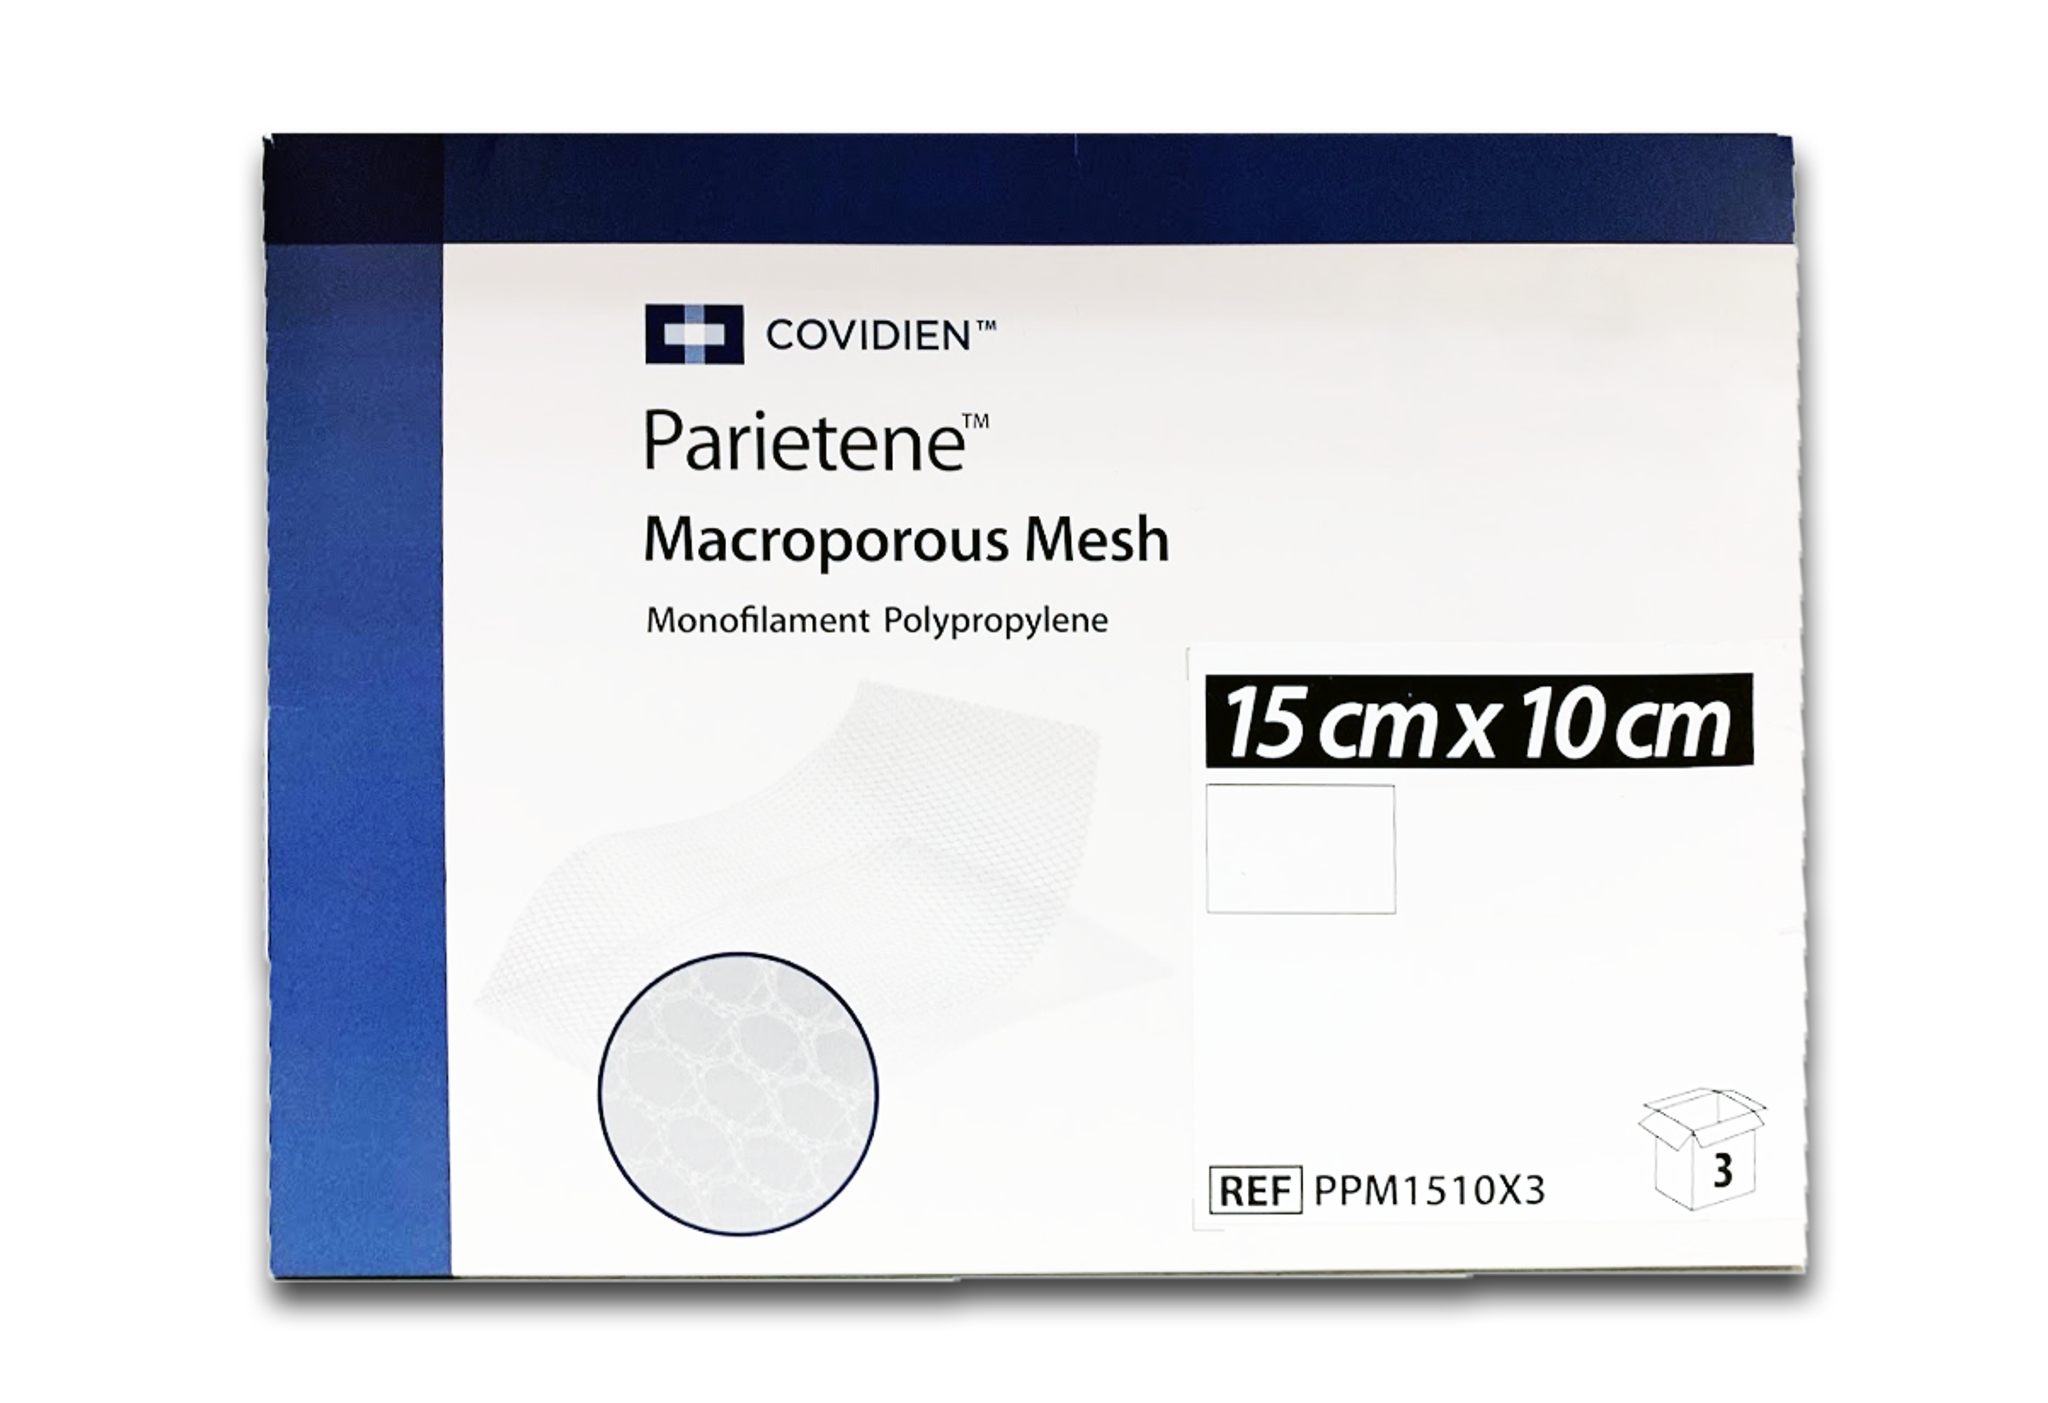 COVIDIEN™
Parietene™
Macroporous Mesh
Monofilament Polypropylene
15 cm x 10 cm
REF PPM1510X3
3